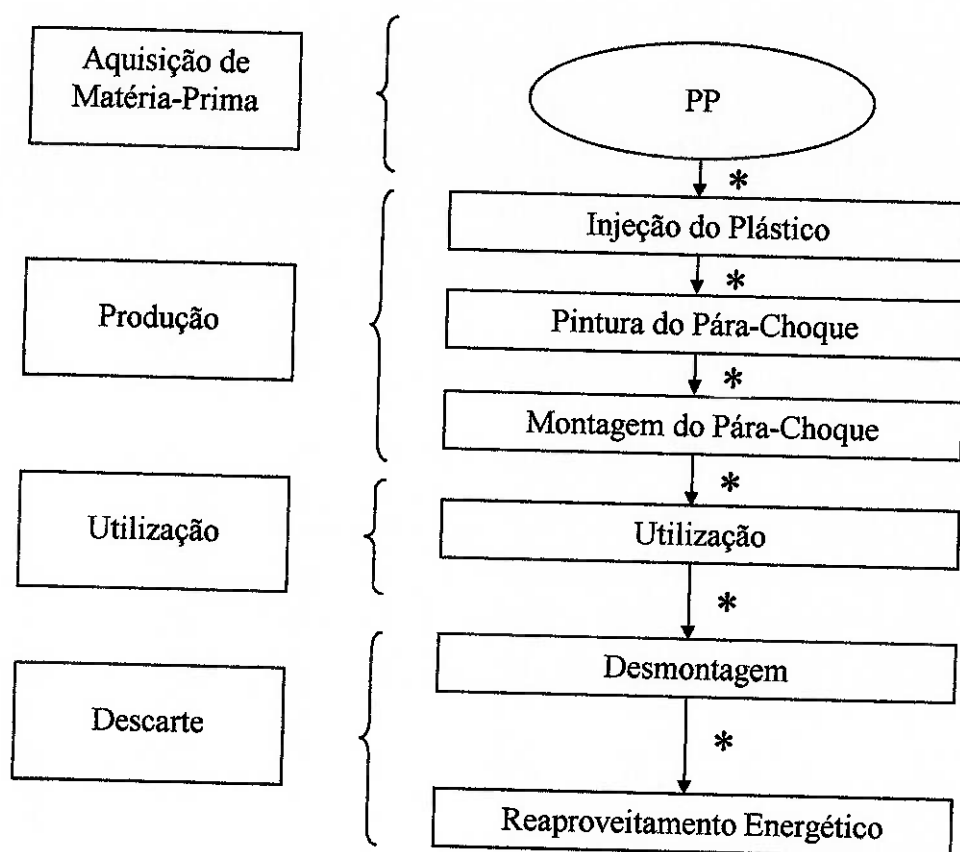 Aquisição de
Matéria-Prima
PP
*
Injeção do Plástico
*
Produção
Pintura do Pára-Choque
*
Montagem do Pára-Choque
*
Utilização
Utilização
*
Desmontagem
Descarte
*
Reaproveitamento Energético